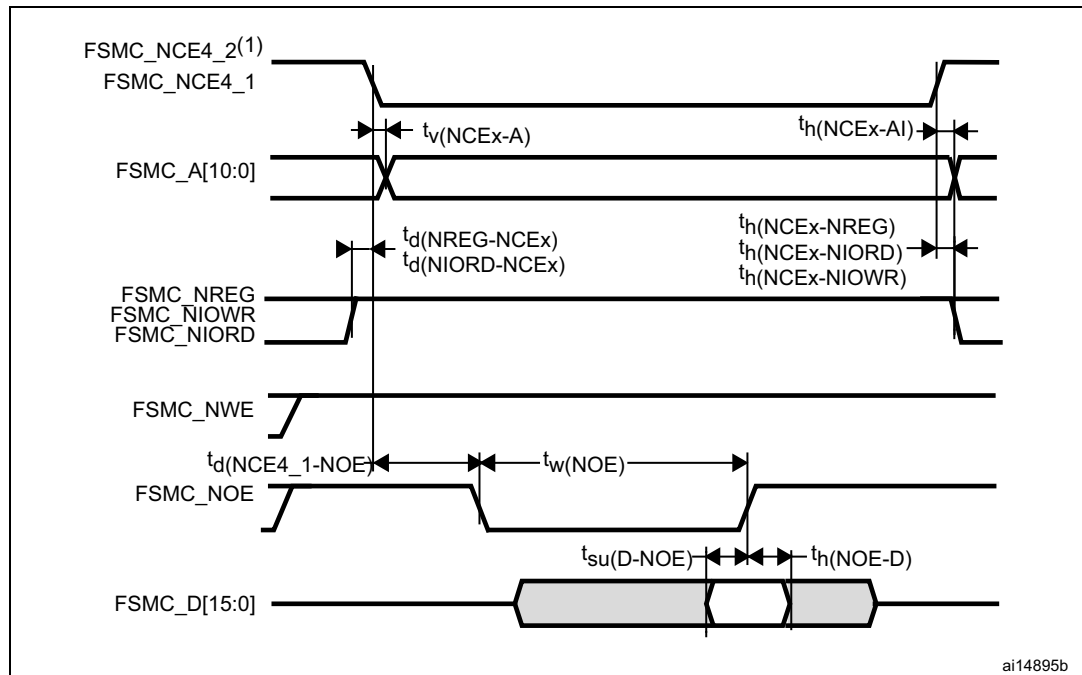 FSMC_NCE4_2(1)
FSMC_NCE4_1
tv(NCEx-A)
th(NCEx-AI)
FSMC_A[10:0]
td(NREG-NCEx)
td(NIORD-NCEx)
th(NCEx-NREG)
th(NCEx-NIORD)
th(NCEx-NIOWR)
FSMC_NREG
FSMC_NIOWR
FSMC_NIORD
FSMC_NWE
td(NCE4_1-NOE)
tw(NOE)
FSMC_NOE
tsu(D-NOE)
th(NOE-D)
FSMC_D[15:0]
ai14895b